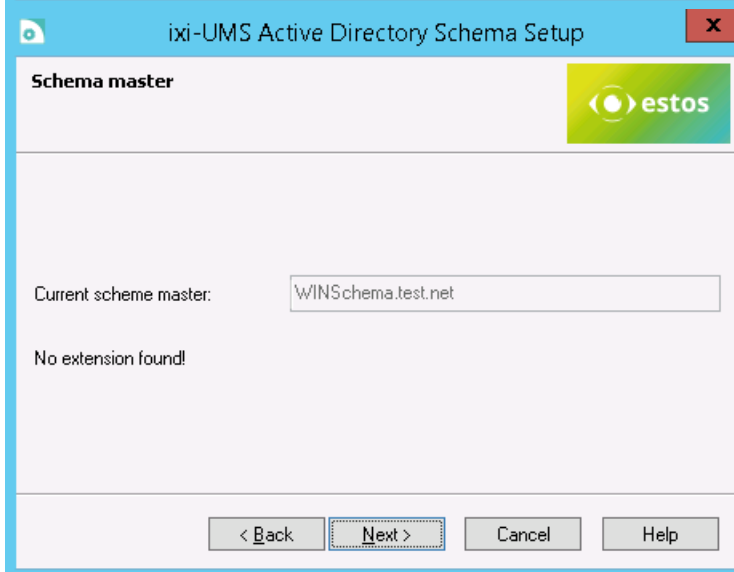 ixi-UMS Active Directory Schema Setup
x
Schema master
estos
Current scheme master: WINSchema.test.net
No extension found!
< Back Next > Cancel Help